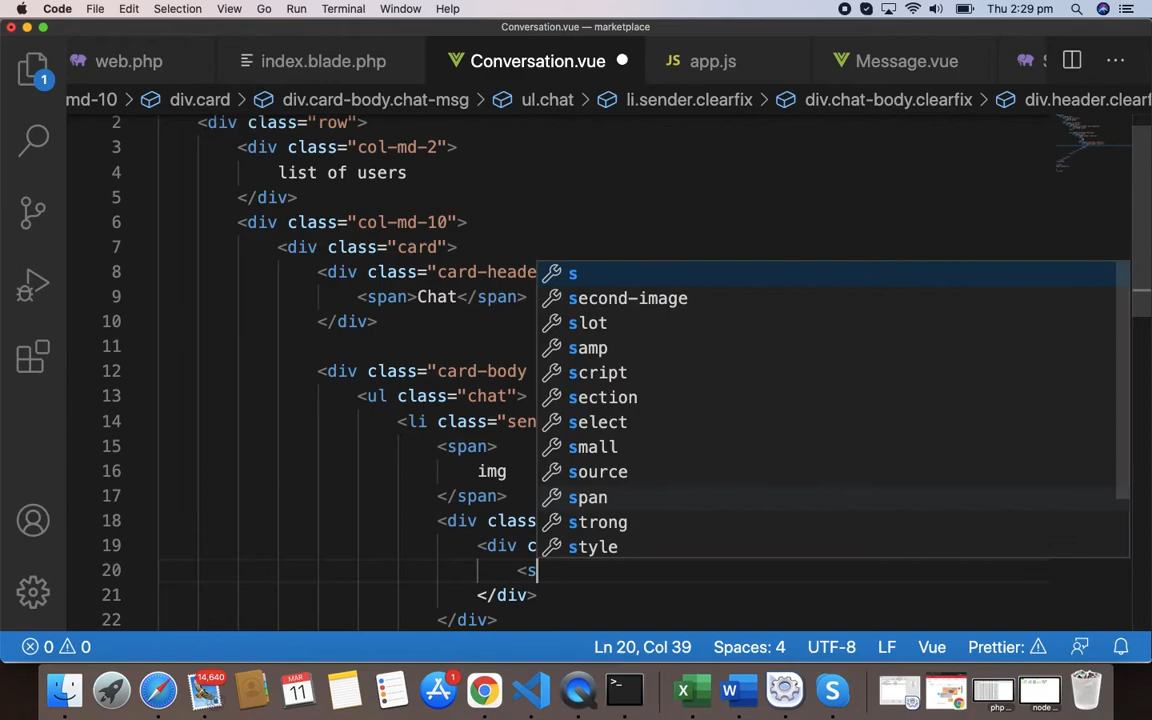 Code File Edit Selection View Go Run Terminal Window Help Thu 2:29 pm
Conversation.vue — marketplace
web.php index.blade.php Conversation.vue JS app.js Message.vue
1
md-10 > div.card > div.card-body.chat-msg > ul.chat > li.sender.clearfix > div.chat-body.clearfix > div.header.clearf
2 <div class="row">
3 <div class="col-md-2">
4 list of users
5 </div>
6 <div class="col-md-10">
7 <div class="card">
8 <div class="card-heade
9 <span>Chat</span>
10 </div>
11
12 <div class="card-body
13 <ul class="chat">
14 <li class="sen
15 <span>
16 img
17 </span>
18 <div class
19 <div c
20 <s
21 </div>
22 </div>
s
second-image
slot
samp
script
section
select
small
source
span
strong
style
0 0 Ln 20, Col 39 Spaces: 4 UTF-8 LF Vue Prettier:
14,640
MAR
11
1
php ...
node ...